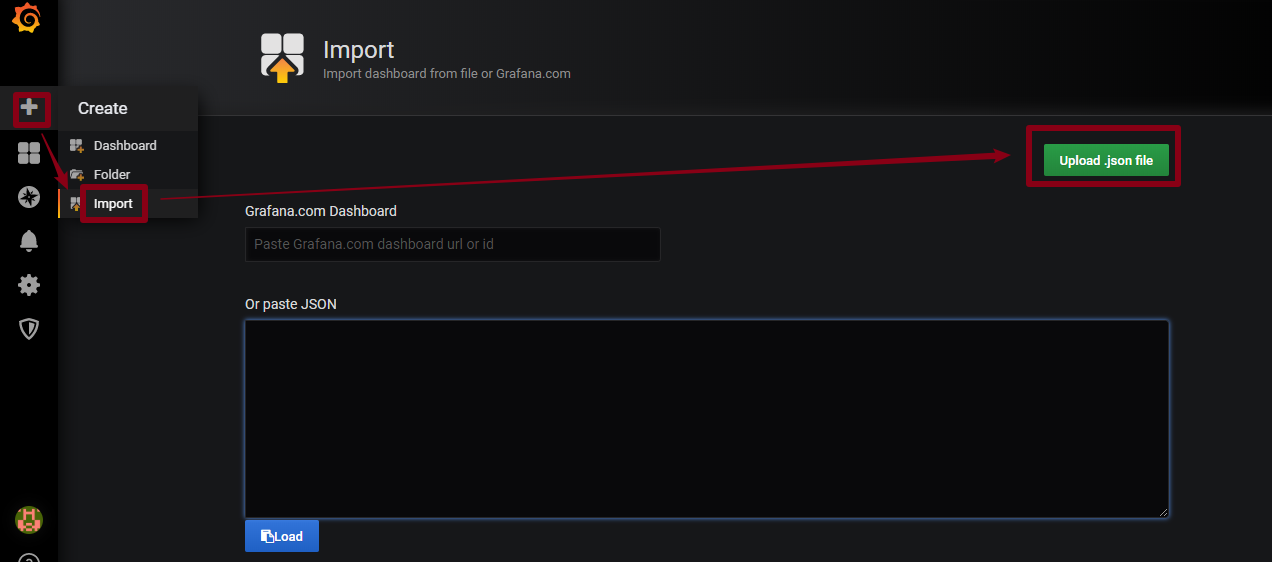 Import
Import dashboard from file or Grafana.com
Create
Dashboard
Folder
Import
Upload .json file
Grafana.com Dashboard
Paste Grafana.com dashboard url or id
Or paste JSON
Load